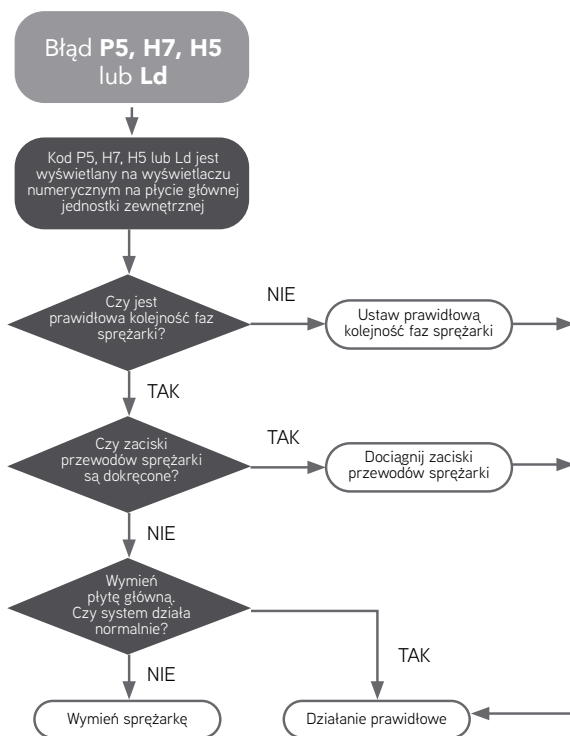 Błąd P5, H7, H5
lub Ld
Kod P5, H7, H5 lub Ld jest
wyświetlany na wyświetlaczu
numerycznym na płycie głównej
jednostki zewnętrznej
Czy jest
prawidłowa kolejność faz
sprężarki?
NIE
Ustaw prawidłową
kolejność faz sprężarki
TAK
Czy zaciski
przewodów sprężarki
są dokręcone?
TAK
Dociągnij zaciski
przewodów sprężarki
NIE
Wymień
płytę główną.
Czy system działa
normalnie?
TAK
NIE
Wymień sprężarkę
Działanie prawidłowe